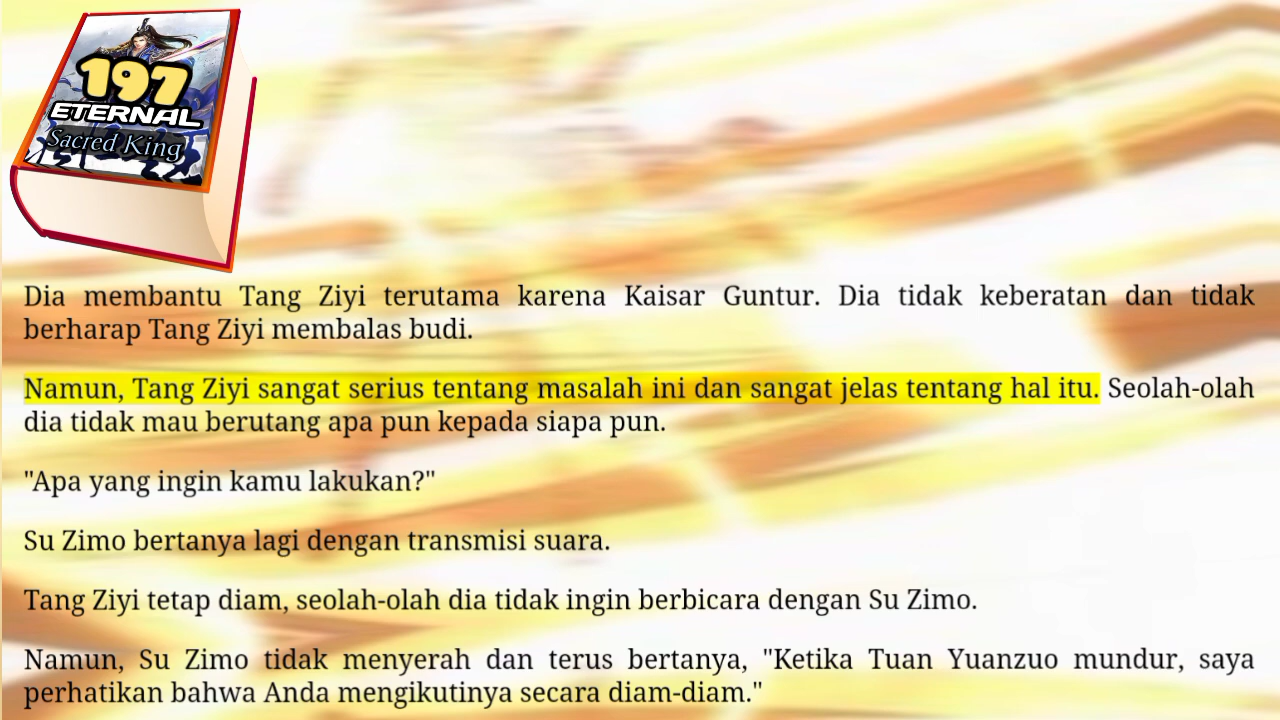 197
ETERNAL
Sacred King
Dia membantu Tang Ziyi terutama karena Kaisar Guntur. Dia tidak keberatan dan tidak
berharap Tang Ziyi membalas budi.
Namun, Tang Ziyi sangat serius tentang masalah ini dan sangat jelas tentang hal itu. Seolah-olah
dia tidak mau berutang apa pun kepada siapa pun.
"Apa yang ingin kamu lakukan?"
Su Zimo bertanya lagi dengan transmisi suara.
Tang Ziyi tetap diam, seolah-olah dia tidak ingin berbicara dengan Su Zimo.
Namun, Su Zimo tidak menyerah dan terus bertanya, "Ketika Tuan Yuanzuo mundur, saya
perhatikan bahwa Anda mengikutinya secara diam-diam."